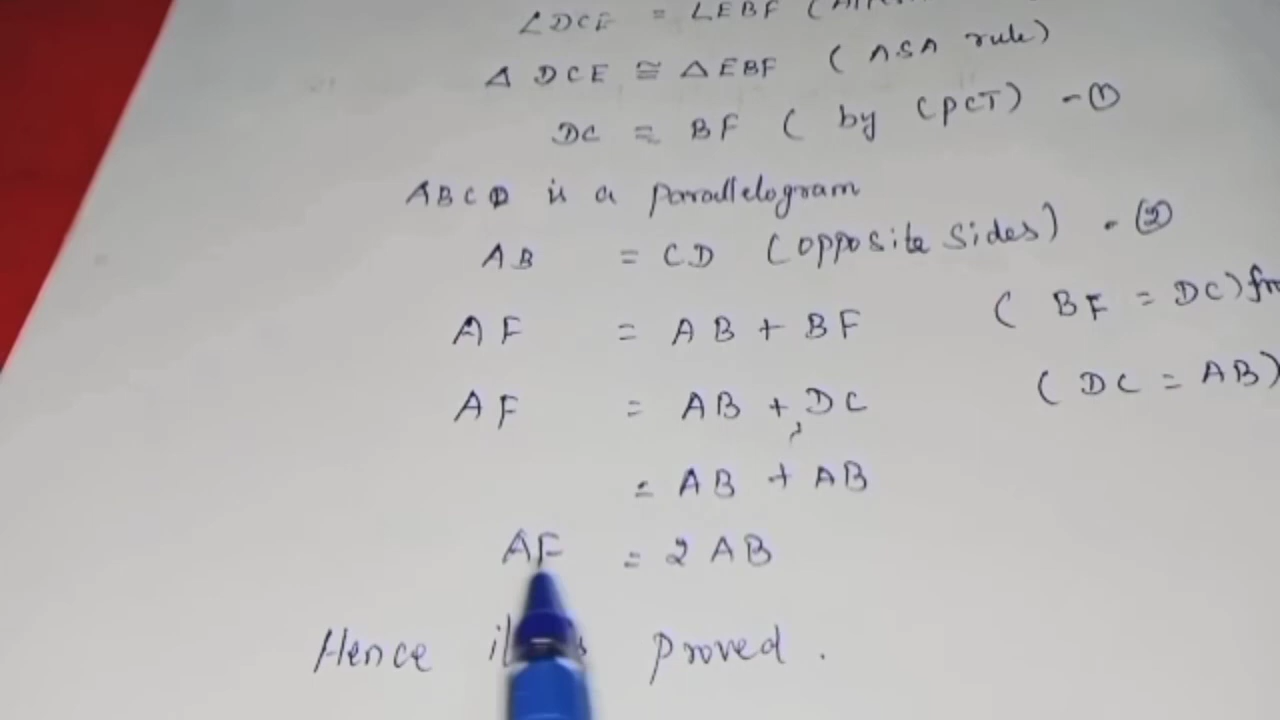 ∠DCE = ∠EBF (
△ DCE ≅ △EBF ( ASA rule)
DC = BF ( by CPCT) - ①
ABCD is a parallelogram
AB = CD (opposite sides) - ②
AF = AB + BF ( BF = DC)
AF = AB + DC ( DC = AB)
= AB + AB
AF = 2 AB
Hence proved.